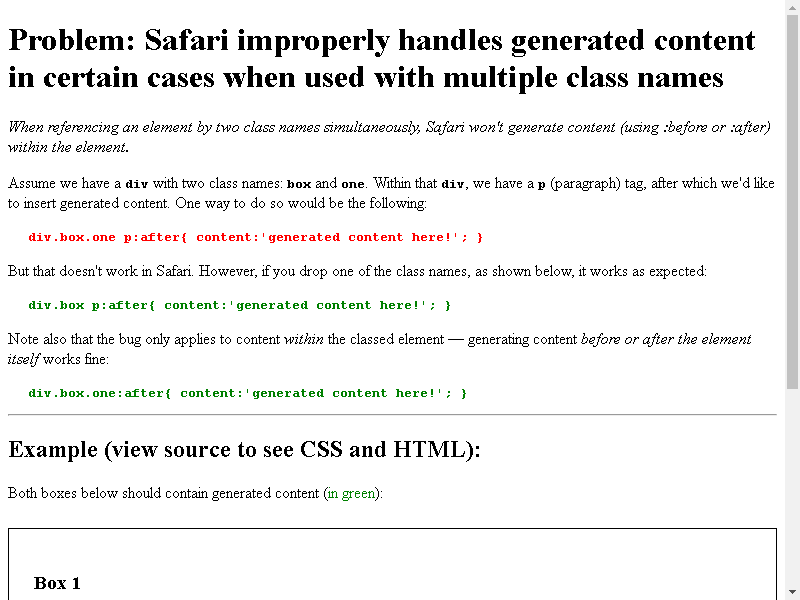 Problem: Safari improperly handles generated content
in certain cases when used with multiple class names
When referencing an element by two class names simultaneously, Safari won't generate content (using :before or :after)
within the element.
Assume we have a div with two class names: box and one. Within that div, we have a p (paragraph) tag, after which we'd like
to insert generated content. One way to do so would be the following:
div.box.one p:after{ content:'generated content here!'; }
But that doesn't work in Safari. However, if you drop one of the class names, as shown below, it works as expected:
div.box p:after{ content:'generated content here!'; }
Note also that the bug only applies to content within the classed element — generating content before or after the element
itself works fine:
div.box.one:after{ content:'generated content here!'; }
Example (view source to see CSS and HTML):
Both boxes below should contain generated content (in green):
Box 1